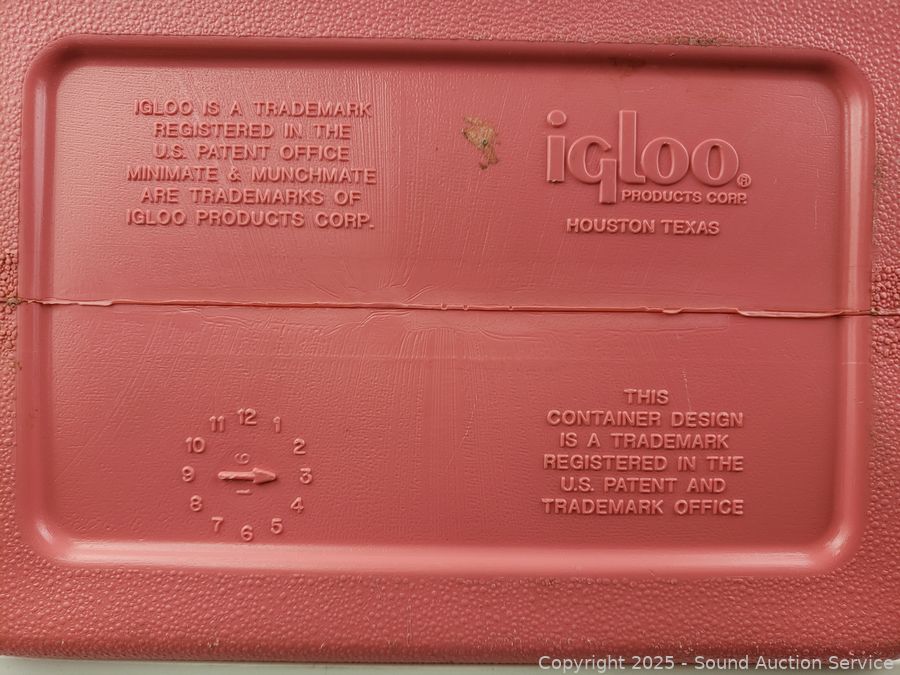 IGLOO IS A TRADEMARK
REGISTERED IN THE
U.S. PATENT OFFICE
MINIMATE & MUNCHMATE
ARE TRADEMARKS OF
IGLOO PRODUCTS CORP.
igloo®
PRODUCTS CORP.
HOUSTON TEXAS
12
11 1
10 2
9 3
8 4
7 5
6
THIS
CONTAINER DESIGN
IS A TRADEMARK
REGISTERED IN THE
U.S. PATENT AND
TRADEMARK OFFICE
Copyright 2025 - Sound Auction Service